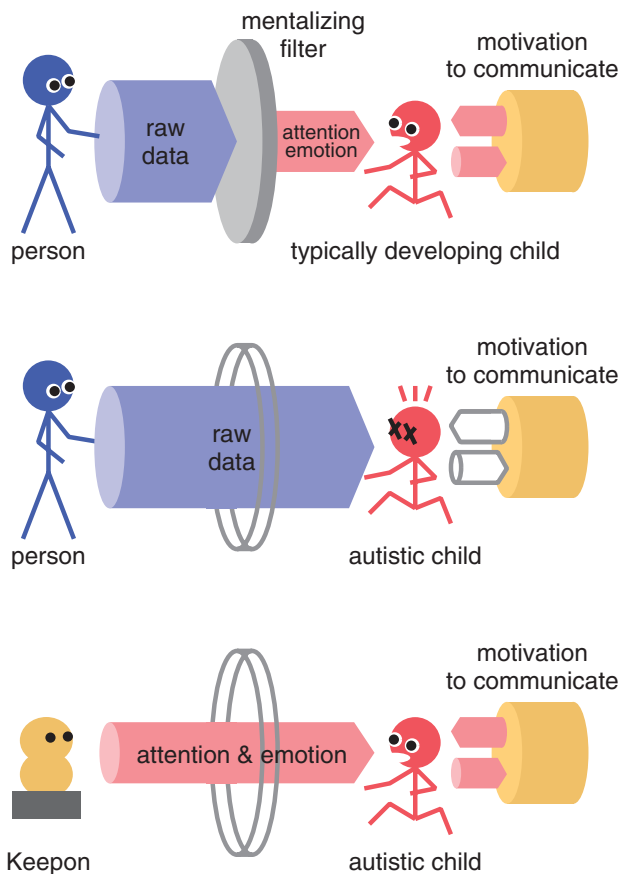 mentalizing
filter
motivation
to communicate
raw
data
attention
emotion
person
typically developing child
motivation
to communicate
raw
data
person
autistic child
motivation
to communicate
attention & emotion
Keepon
autistic child